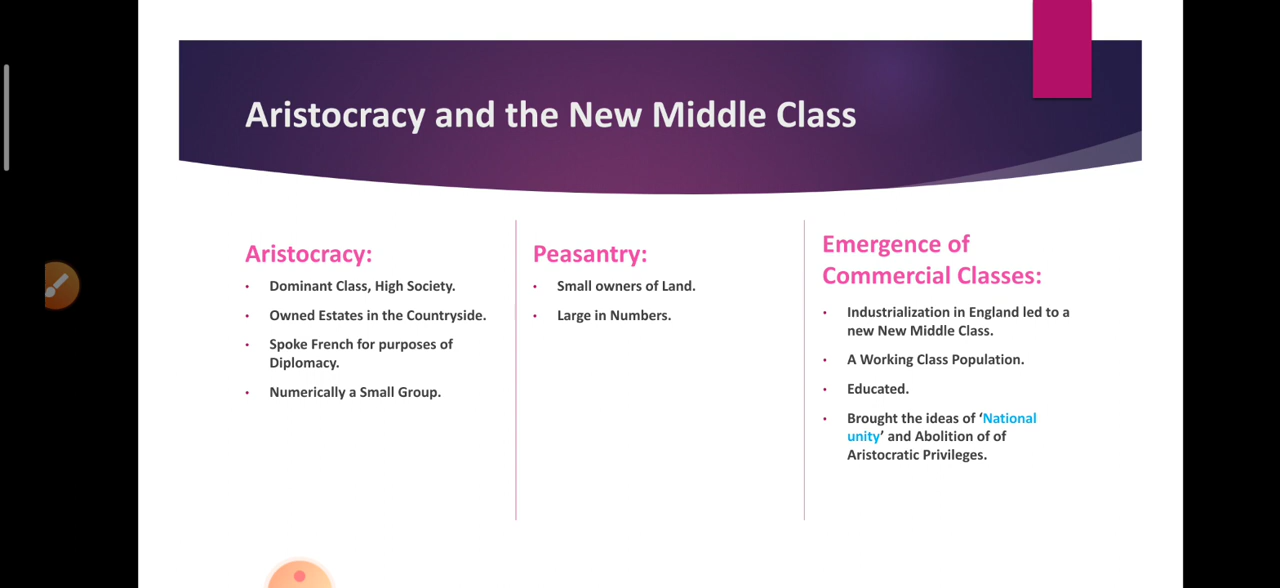 Aristocracy and the New Middle Class
Aristocracy:
• Dominant Class, High Society.
• Owned Estates in the Countryside.
• Spoke French for purposes of
Diplomacy.
• Numerically a Small Group.
Peasantry:
• Small owners of Land.
• Large in Numbers.
Emergence of
Commercial Classes:
• Industrialization in England led to a
new New Middle Class.
• A Working Class Population.
• Educated.
• Brought the ideas of ‘National
unity’ and Abolition of of
Aristocratic Privileges.